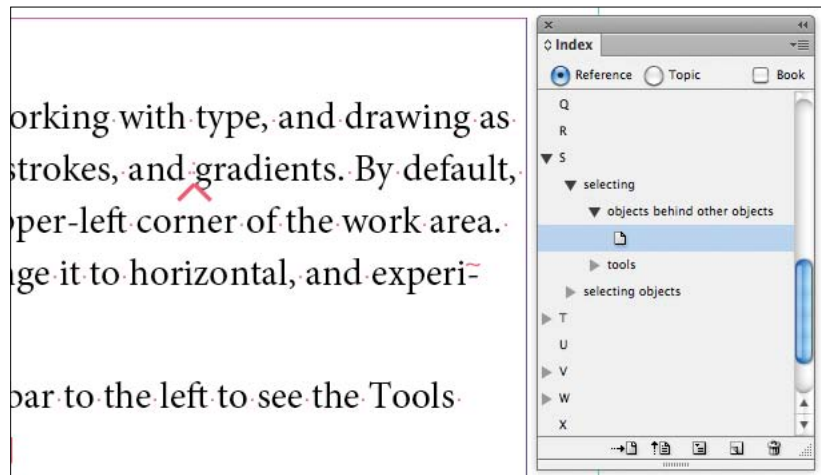 orking with type, and drawing as
strokes, and gradients. By default,
per-left corner of the work area.
ge it to horizontal, and experi-
bar to the left to see the Tools
Index
Reference Topic Book
Q
R
S
selecting
objects behind other objects
tools
selecting objects
T
U
V
W
X